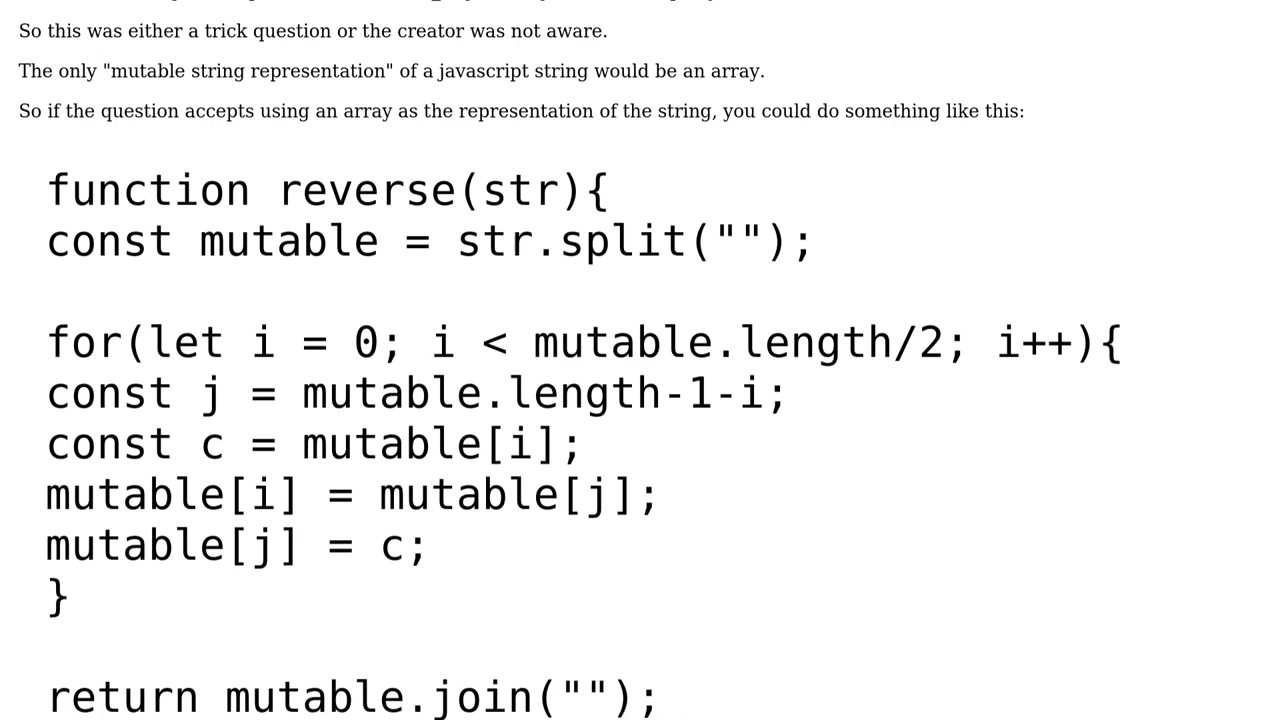 So this was either a trick question or the creator was not aware.
The only "mutable string representation" of a javascript string would be an array.
So if the question accepts using an array as the representation of the string, you could do something like this:
function reverse(str){
const mutable = str.split("");
for(let i = 0; i < mutable.length/2; i++){
const j = mutable.length-1-i;
const c = mutable[i];
mutable[i] = mutable[j];
mutable[j] = c;
}
return mutable.join("");